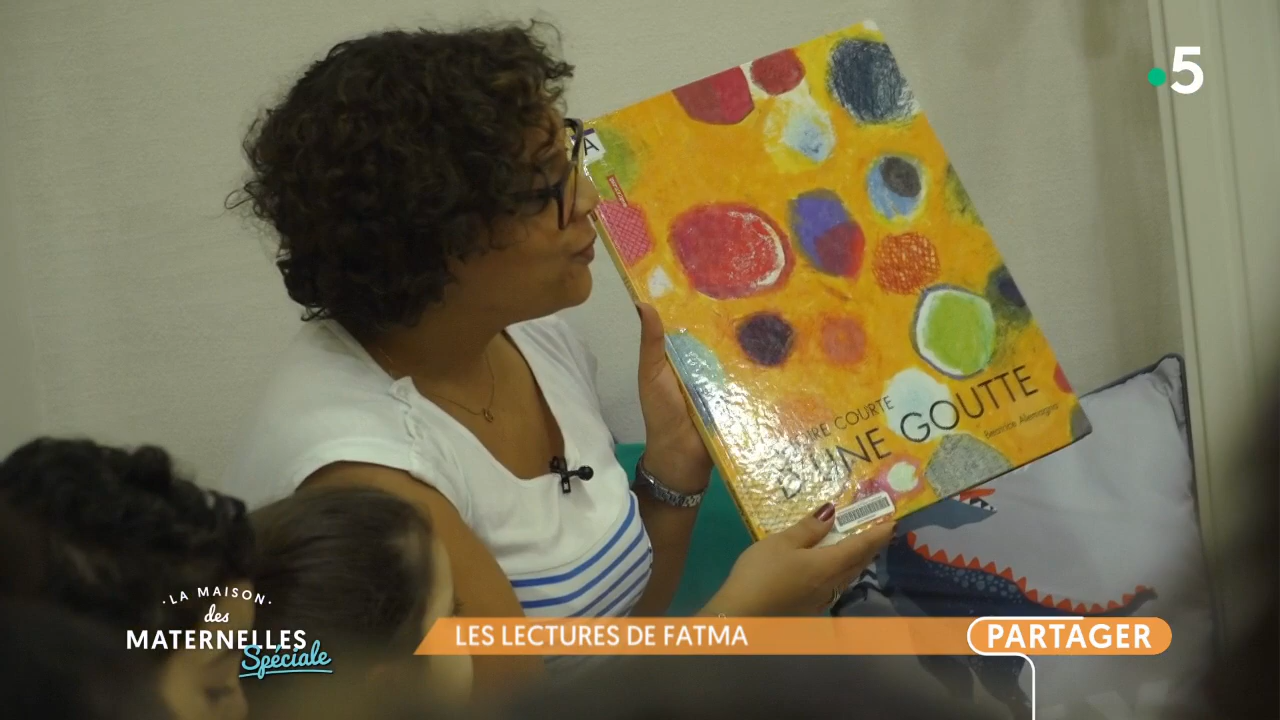 5
A
COURTE
D'UNE GOUTTE
Beatrice Alemagna
·LA MAISON·
des
MATERNELLES
Spéciale
LES LECTURES DE FATMA
PARTAGER